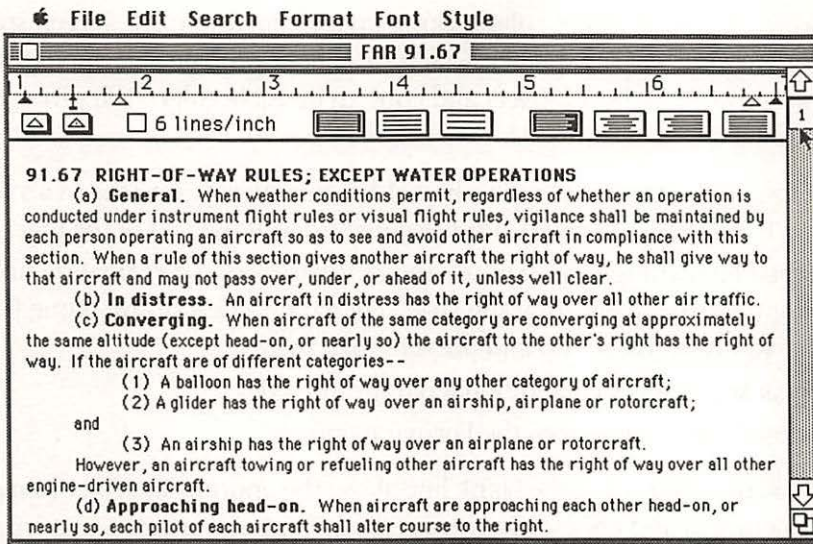 File Edit Search Format Font Style
FAR 91.67
1 2 3 4 5 6
6 lines/inch
1
91.67 RIGHT-OF-WAY RULES; EXCEPT WATER OPERATIONS
(a) General. When weather conditions permit, regardless of whether an operation is
conducted under instrument flight rules or visual flight rules, vigilance shall be maintained by
each person operating an aircraft so as to see and avoid other aircraft in compliance with this
section. When a rule of this section gives another aircraft the right of way, he shall give way to
that aircraft and may not pass over, under, or ahead of it, unless well clear.
(b) In distress. An aircraft in distress has the right of way over all other air traffic.
(c) Converging. When aircraft of the same category are converging at approximately
the same altitude (except head-on, or nearly so) the aircraft to the other's right has the right of
way. If the aircraft are of different categories--
(1) A balloon has the right of way over any other category of aircraft;
(2) A glider has the right of way over an airship, airplane or rotorcraft;
and
(3) An airship has the right of way over an airplane or rotorcraft.
However, an aircraft towing or refueling other aircraft has the right of way over all other
engine-driven aircraft.
(d) Approaching head-on. When aircraft are approaching each other head-on, or
nearly so, each pilot of each aircraft shall alter course to the right.